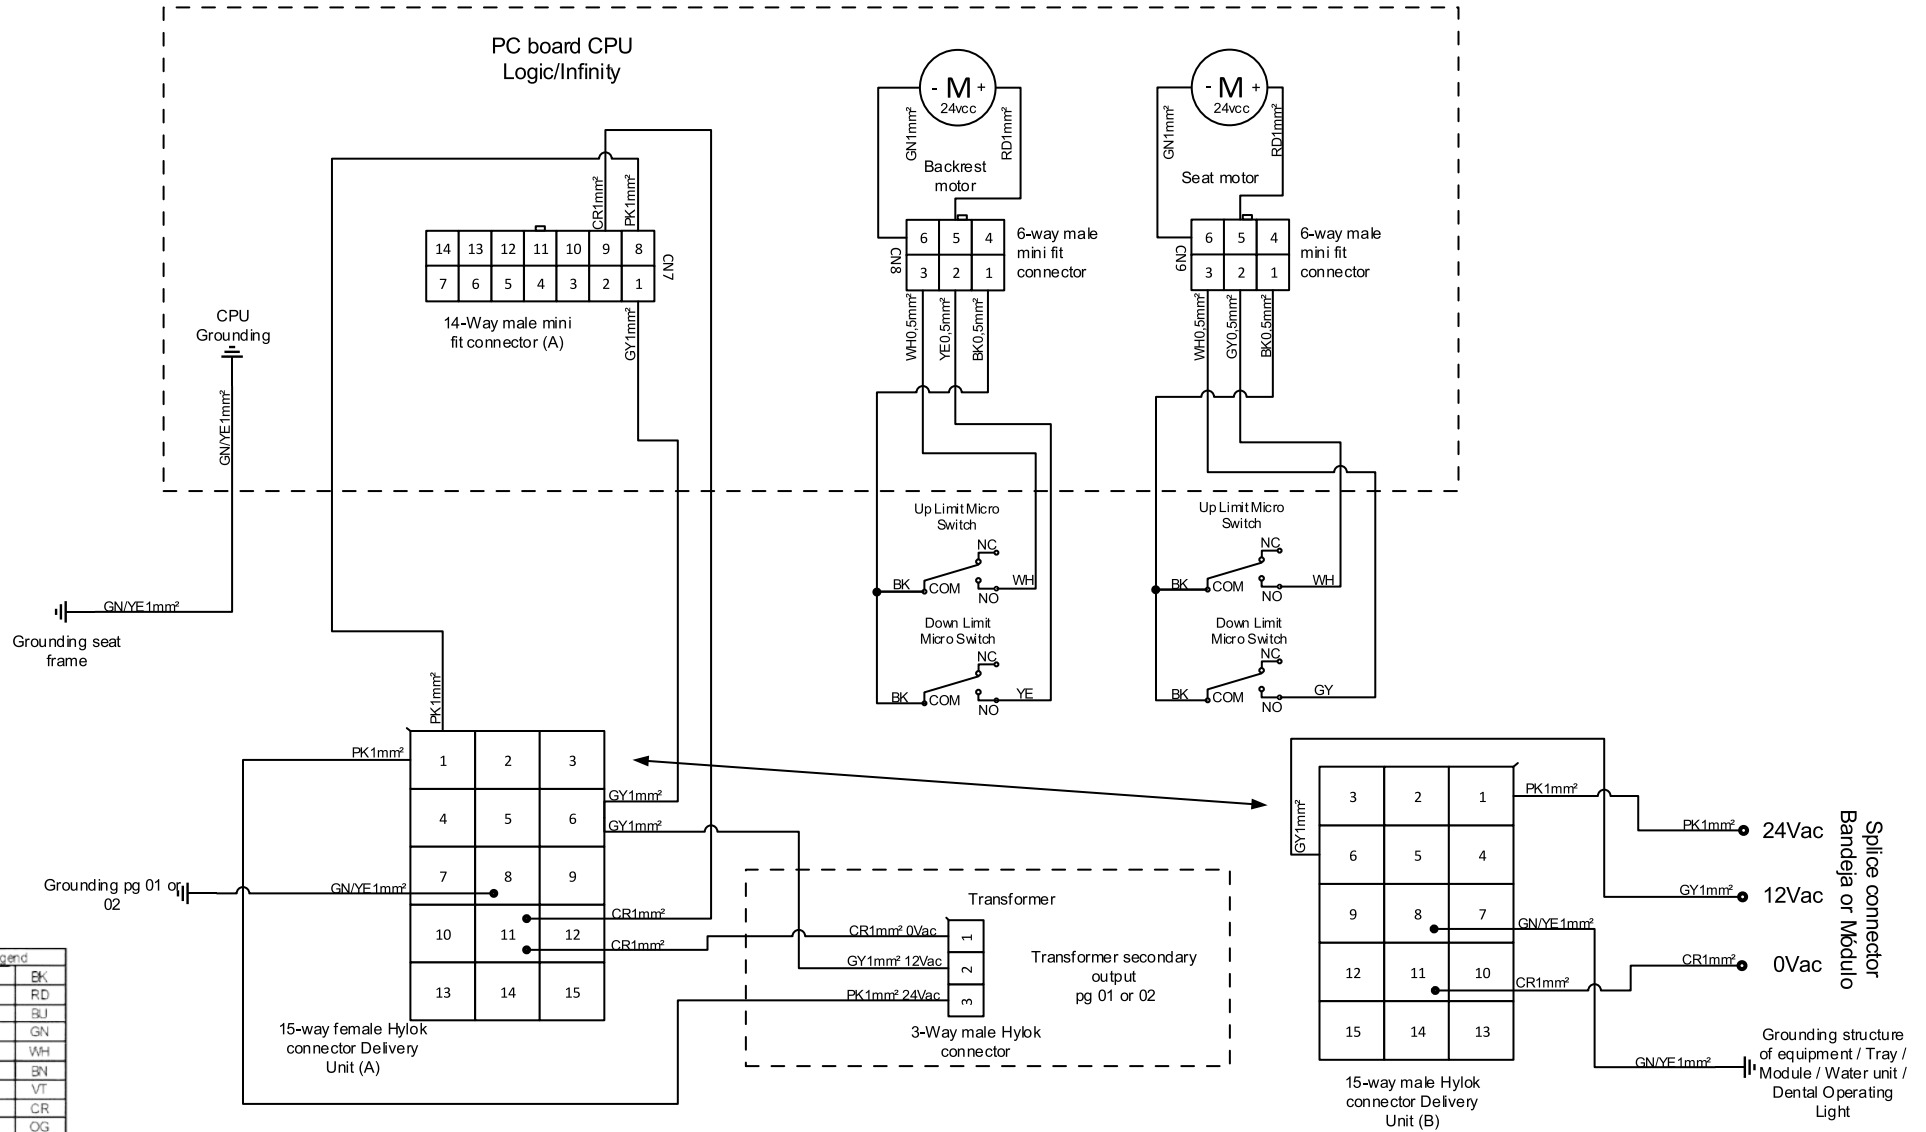 PC board CPU
Logic/Infinity
- M +
24vcc
GN1mm²
RD1mm²
Backrest
motor
- M +
24vcc
GN1mm²
RD1mm²
Seat motor
CR1mm²
PK1mm²
14 13 12 11 10 9 8
7 6 5 4 3 2 1
CN7
14-Way male mini
fit connector (A)
GY1mm²
6 5 4
3 2 1
CN8
6-way male
mini fit
connector
WH0,5mm²
YE0,5mm²
BK0,5mm²
6 5 4
3 2 1
CN9
6-way male
mini fit
connector
WH0,5mm²
GY0,5mm²
BK0,5mm²
CPU
Grounding
GN/YE1mm²
GN/YE1mm²
Grounding seat
frame
Up Limit Micro
Switch
NC
BK
COM
WH
NO
Down Limit
Micro Switch
NC
BK
COM
YE
NO
Up Limit Micro
Switch
NC
BK
COM
WH
NO
Down Limit
Micro Switch
NC
BK
COM
GY
NO
PK1mm²
PK1mm²
1 2 3
4 5 6
7 8 9
10 11 12
13 14 15
GY1mm²
GY1mm²
GN/YE1mm²
CR1mm²
CR1mm²
Grounding pg 01 or
02
15-way female Hylok
connector Delivery
Unit (A)
Transformer
CR1mm² 0Vac
GY1mm² 12Vac
PK1mm² 24Vac
1
2
3
Transformer secondary
output
pg 01 or 02
3-Way male Hylok
connector
GY1mm²
3 2 1
6 5 4
9 8 7
12 11 10
15 14 13
PK1mm²
GN/YE1mm²
CR1mm²
15-way male Hylok
connector Delivery
Unit (B)
PK1mm²
24Vac
GY1mm²
12Vac
CR1mm²
0Vac
Splice connector
Bandeja or Módulo
GN/YE1mm²
Grounding structure
of equipment / Tray /
Module / Water unit /
Dental Operating
Light
gend
BK
RD
BU
GN
WH
BN
VT
CR
OG